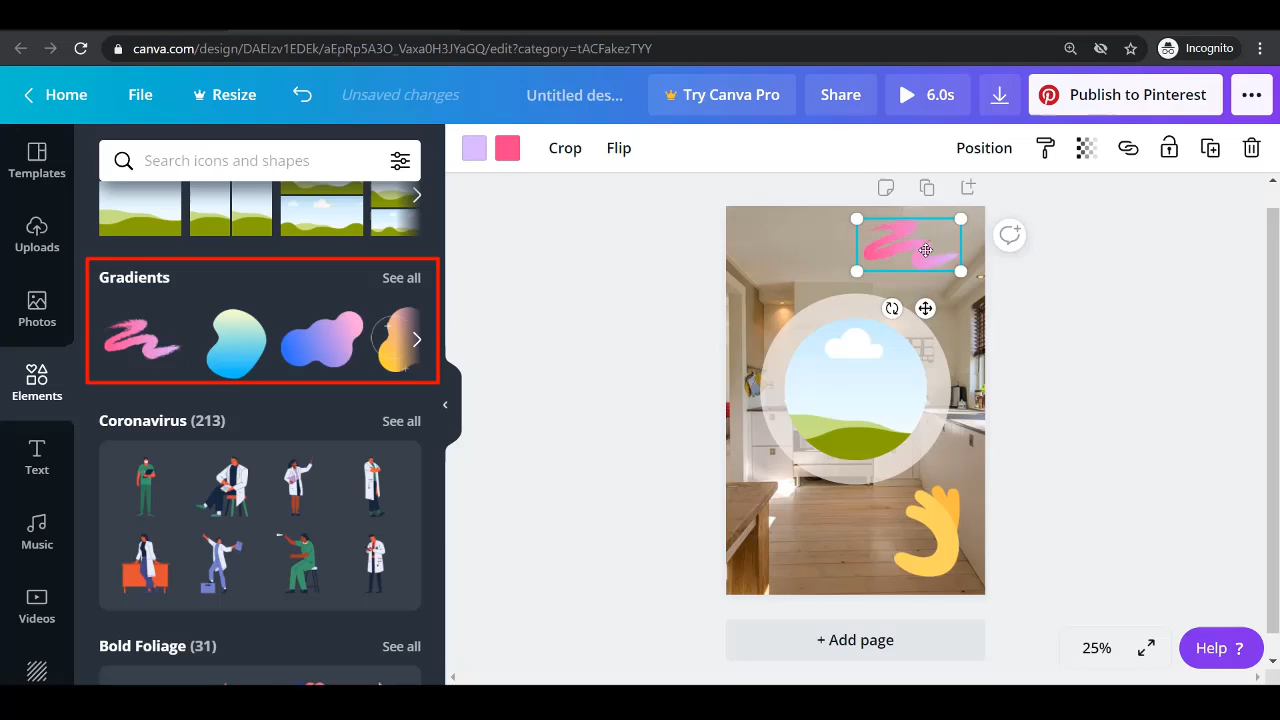 canva.com/design/DAEIzv1EDEk/aEpRp5A3O_Vaxa0H3JYaGQ/edit?category=tACFakezTYY
Incognito
Home
File
Resize
Unsaved changes
Untitled des...
Try Canva Pro
Share
6.0s
Publish to Pinterest
Templates
Uploads
Photos
Elements
Text
Music
Videos
Search icons and shapes
Gradients
See all
Coronavirus (213)
See all
Bold Foliage (31)
See all
Crop
Flip
Position
+ Add page
25%
Help ?